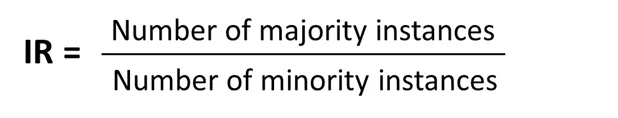 Number of majority instances
IR =
Number of minority instances